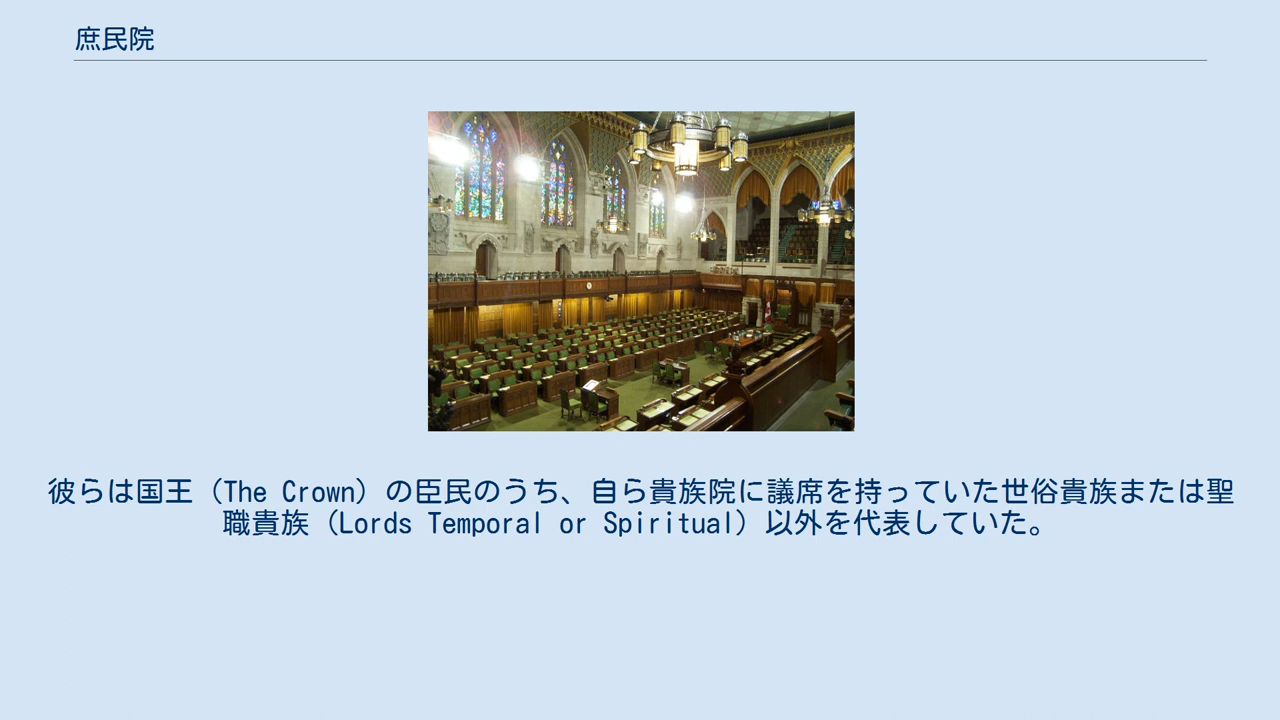 庶民院
彼らは国王（The Crown）の臣民のうち、自ら貴族院に議席を持っていた世俗貴族または聖
職貴族（Lords Temporal or Spiritual）以外を代表していた。